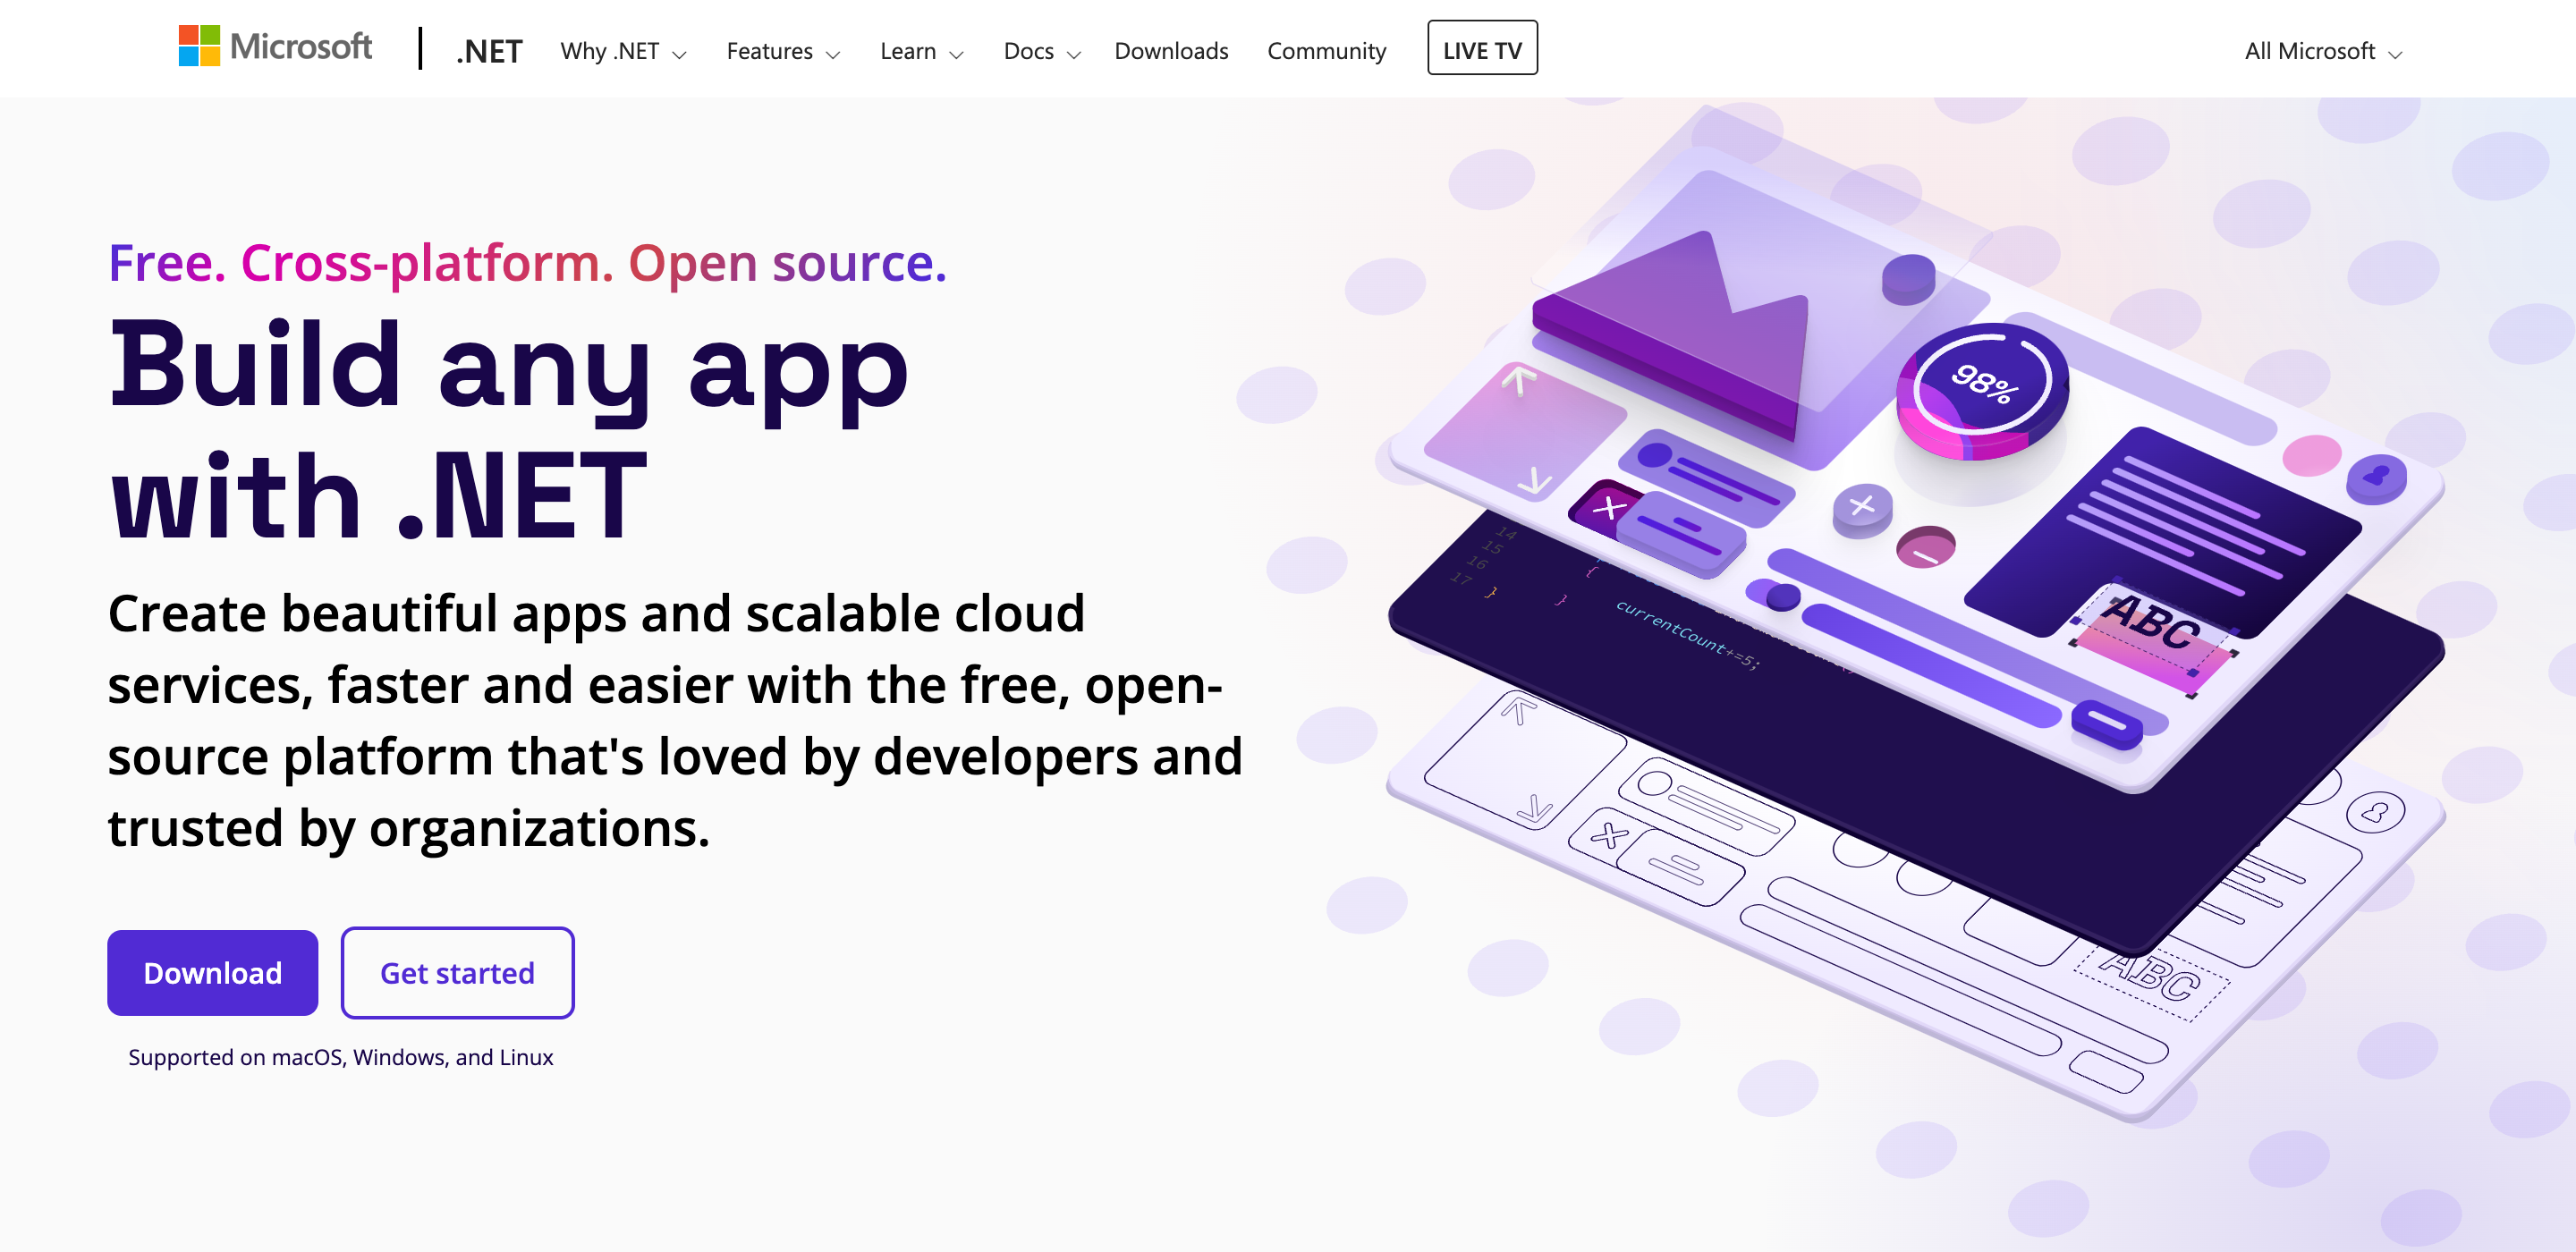 Microsoft
.NET
Why .NET
Features
Learn
Docs
Downloads
Community
LIVE TV
All Microsoft
Free. Cross-platform. Open source.
Build any app
with .NET
Create beautiful apps and scalable cloud
services, faster and easier with the free, open-
source platform that's loved by developers and
trusted by organizations.
Download
Get started
Supported on macOS, Windows, and Linux
98%
ABC
14
15
16
17 } }
{
currentCount+=5;
ABC